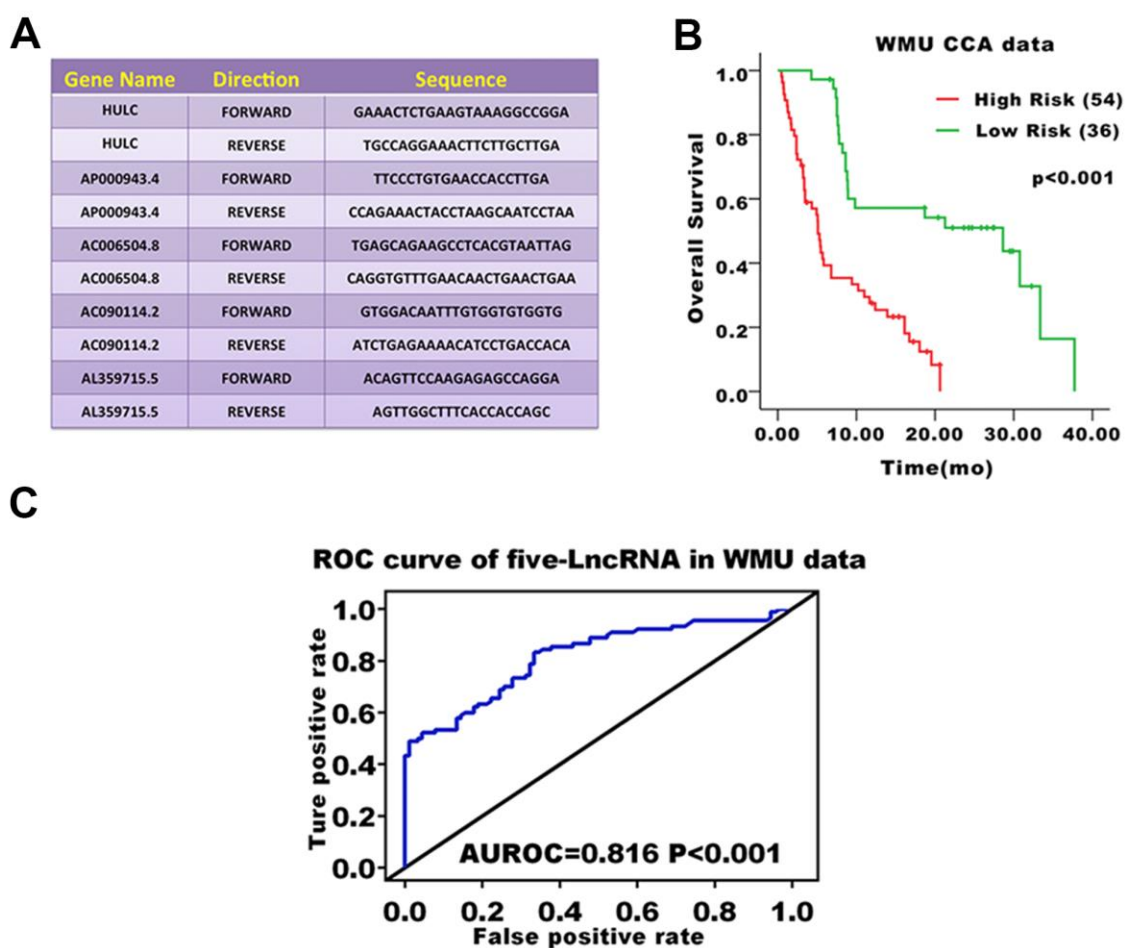 A
Gene Name Direction Sequence
HULC FORWARD GAAACTCTGAAGTAAAGGCCGGA
HULC REVERSE TGCCAGGAAACTTCTTGCTTGA
AP000943.4 FORWARD TTCCCTGTGAACCACCTTGA
AP000943.4 REVERSE CCAGAAACTACCTAAGCAATCCTAA
AC006504.8 FORWARD TGAGCAGAAGCCTCACGTAATTAG
AC006504.8 REVERSE CAGGTGTTTGAACAACTGAACTGAA
AC090114.2 FORWARD GTGGACAATTTGTGGTGTGGTG
AC090114.2 REVERSE ATCTGAGAAAACATCCTGACCACA
AL359715.5 FORWARD ACAGTTCCAAGAGAGCCAGGA
AL359715.5 REVERSE AGTTGGCTTTCACCACCAGC
B
WMU CCA data
High Risk (54)
Low Risk (36)
p<0.001
Overall Survival
1.0
0.8
0.6
0.4
0.2
0.0
0.00 10.00 20.00 30.00 40.00
Time(mo)
C
ROC curve of five-LncRNA in WMU data
Ture positive rate
1.0
0.8
0.6
0.4
0.2
0.0
AUROC=0.816 P<0.001
0.0 0.2 0.4 0.6 0.8 1.0
False positive rate